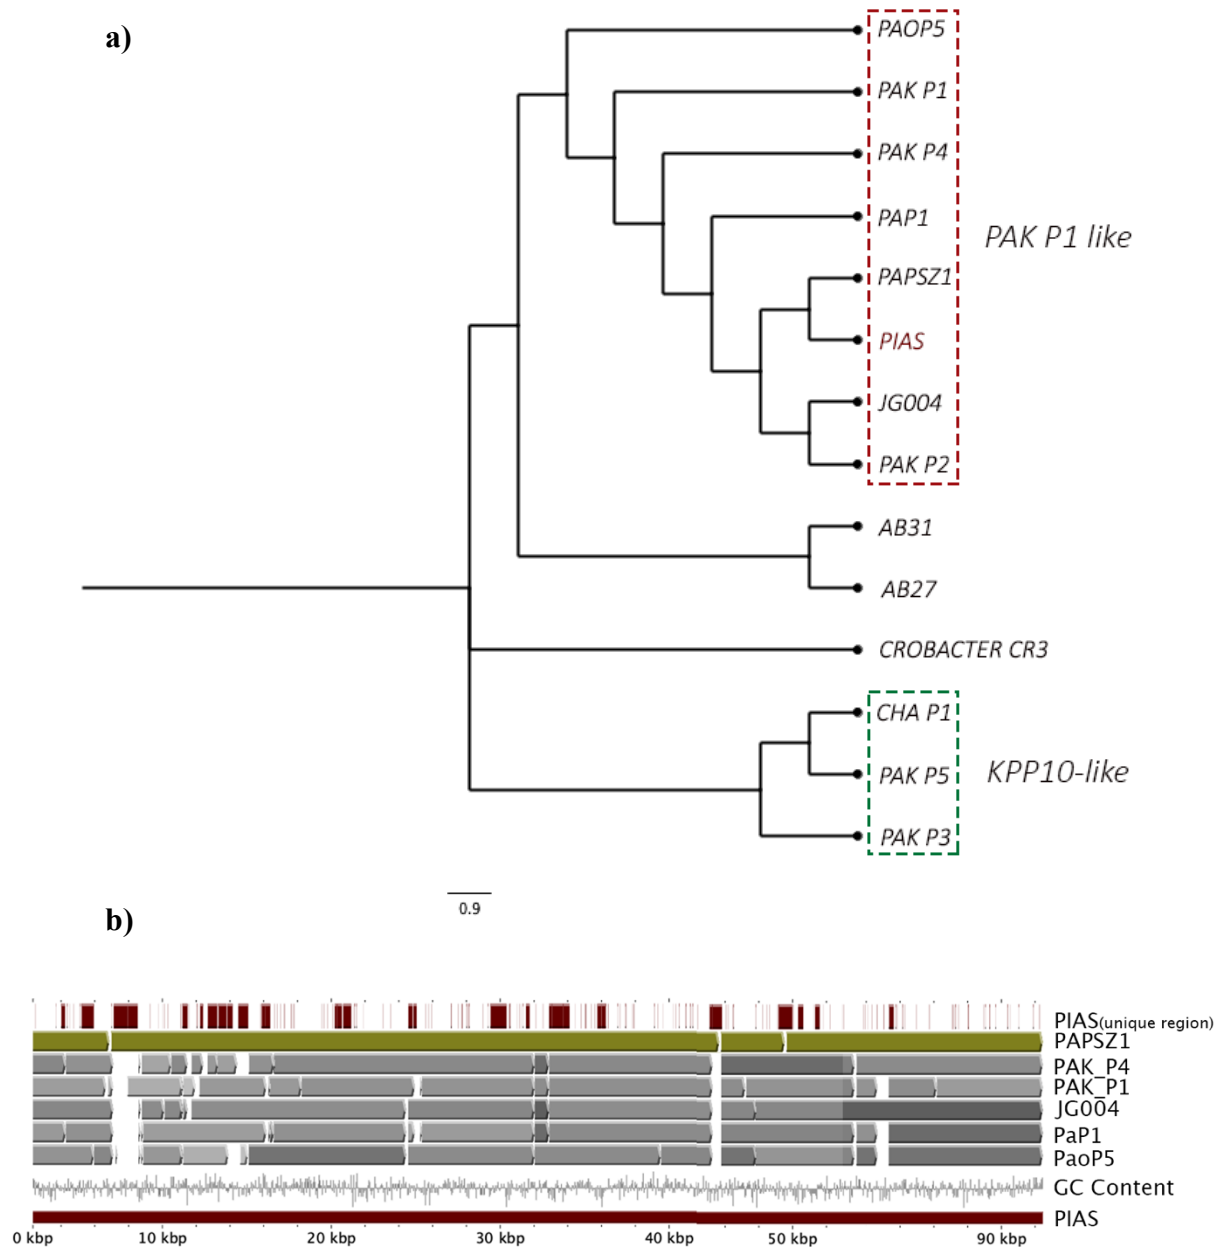 a)
PAOP5
PAK P1
PAK P4
PAP1
PAK P1 like
PAPSZ1
PIAS
JG004
PAK P2
AB31
AB27
CROBACTER CR3
CHA P1
PAK P5
KPP10-like
PAK P3
0.9
b)
PIAS(unique region)
PAPSZ1
PAK_P4
PAK_P1
JG004
PaP1
PaoP5
GC Content
PIAS
0 kbp 10 kbp 20 kbp 30 kbp 40 kbp 50 kbp 90 kbp